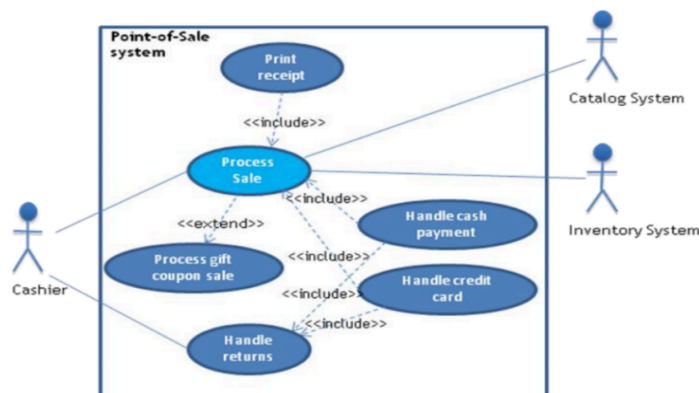 Point-of-Sale
system
Print
receipt
Catalog System
<<include>>
Process
Sale
<<include>>
Handle cash
payment
Inventory System
<<extend>>
Cashier
Process gift
coupon sale
<<include>>
Handle credit
card
<<include>>
<<include>>
Handle
returns